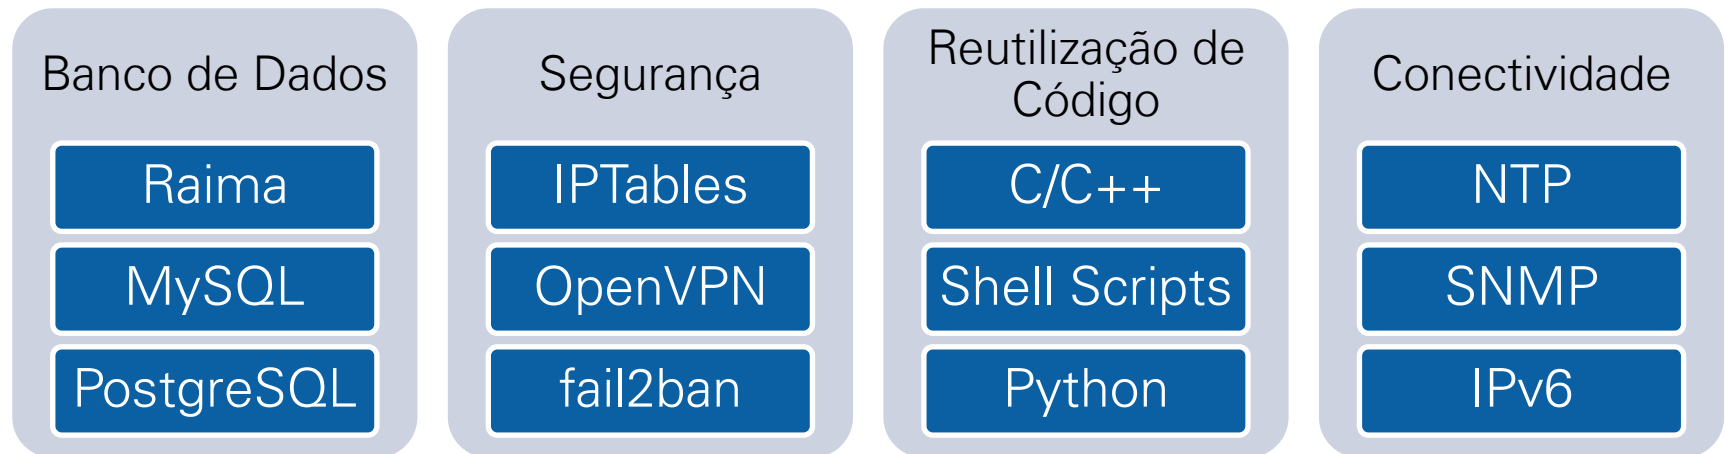 Banco de Dados
Raima
MySQL
PostgreSQL
Segurança
IPTables
OpenVPN
fail2ban
Reutilização de
Código
C/C++
Shell Scripts
Python
Conectividade
NTP
SNMP
IPv6